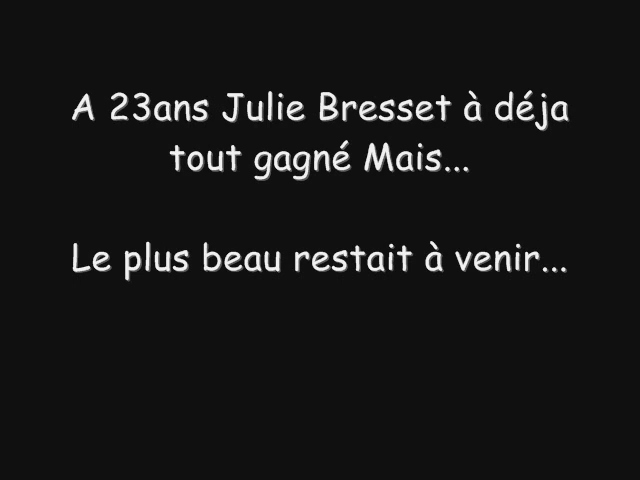 A 23ans Julie Bresset à déja
tout gagné Mais...
Le plus beau restait à venir...